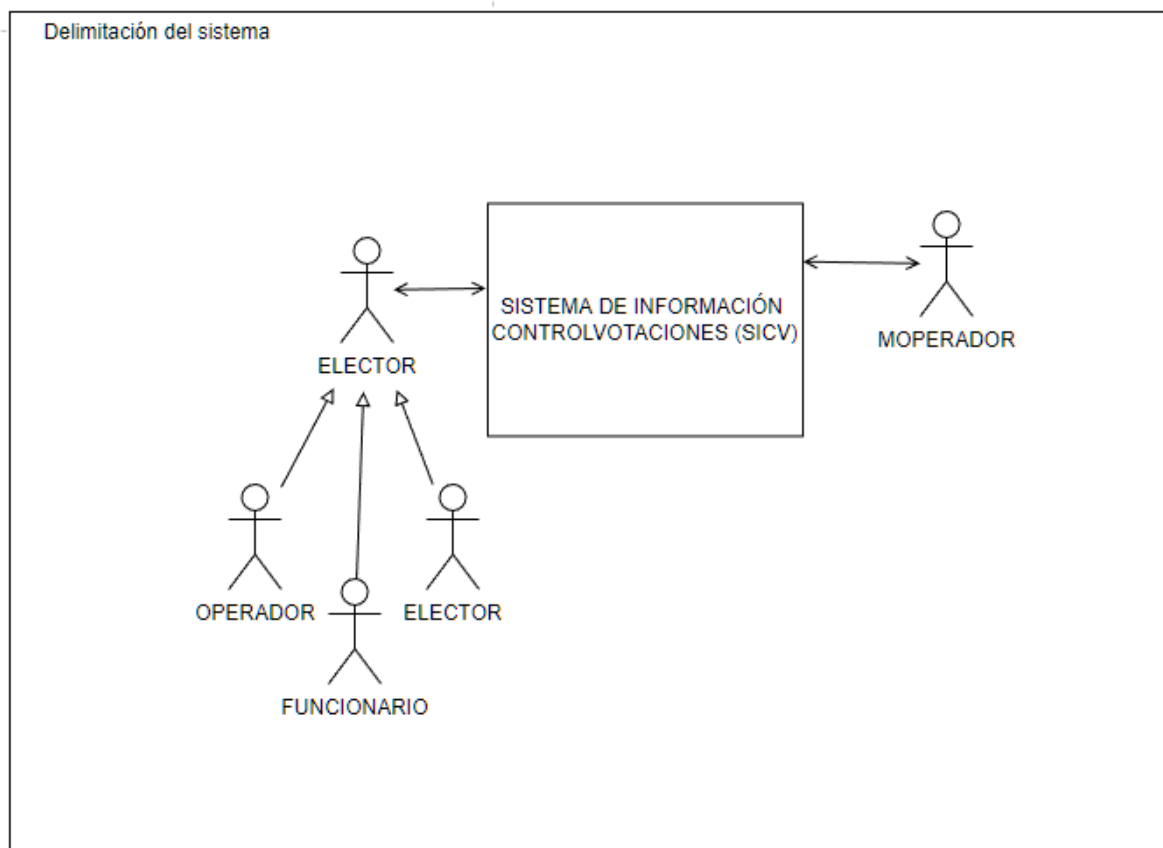 Delimitación del sistema
SISTEMA DE INFORMACIÓN
CONTROLVOTACIONES (SICV)
ELECTOR
MOPERADOR
OPERADOR
ELECTOR
FUNCIONARIO